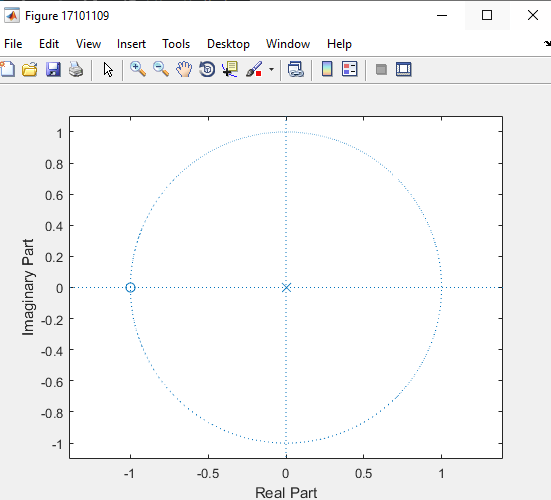 Figure 17101109
File Edit View Insert Tools Desktop Window Help
1
0.8
0.6
0.4
0.2
0
-0.2
-0.4
-0.6
-0.8
-1
Imaginary Part
-1 -0.5 0 0.5 1
Real Part